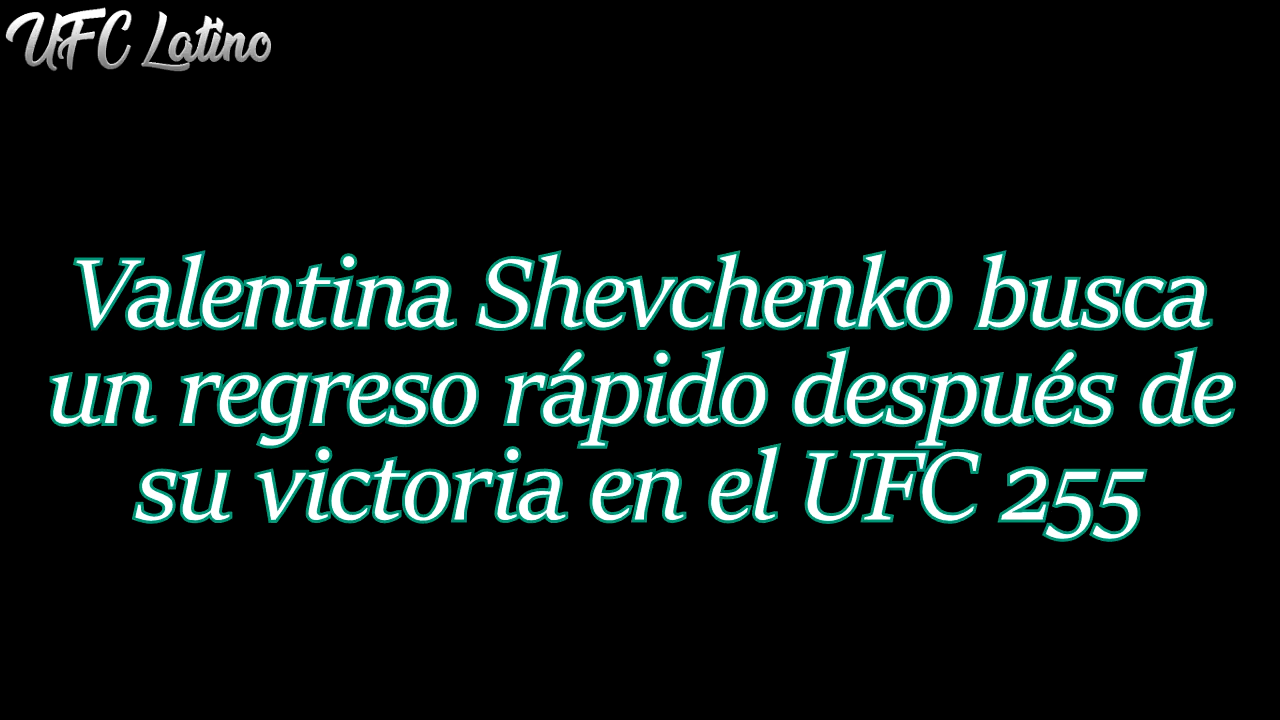 UFC Latino
Valentina Shevchenko busca
un regreso rápido después de
su victoria en el UFC 255